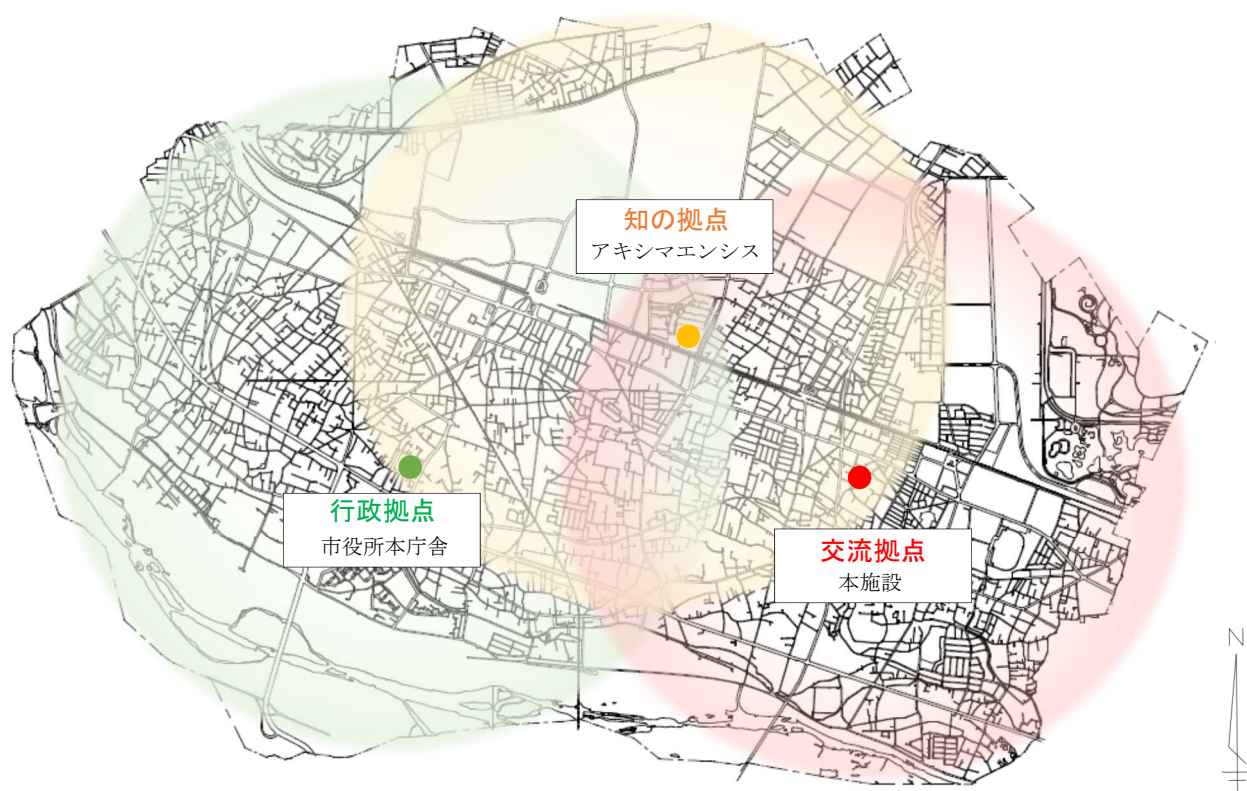 知の拠点
アキシマエンシス
行政拠点
市役所本庁舎
交流拠点
本施設
N